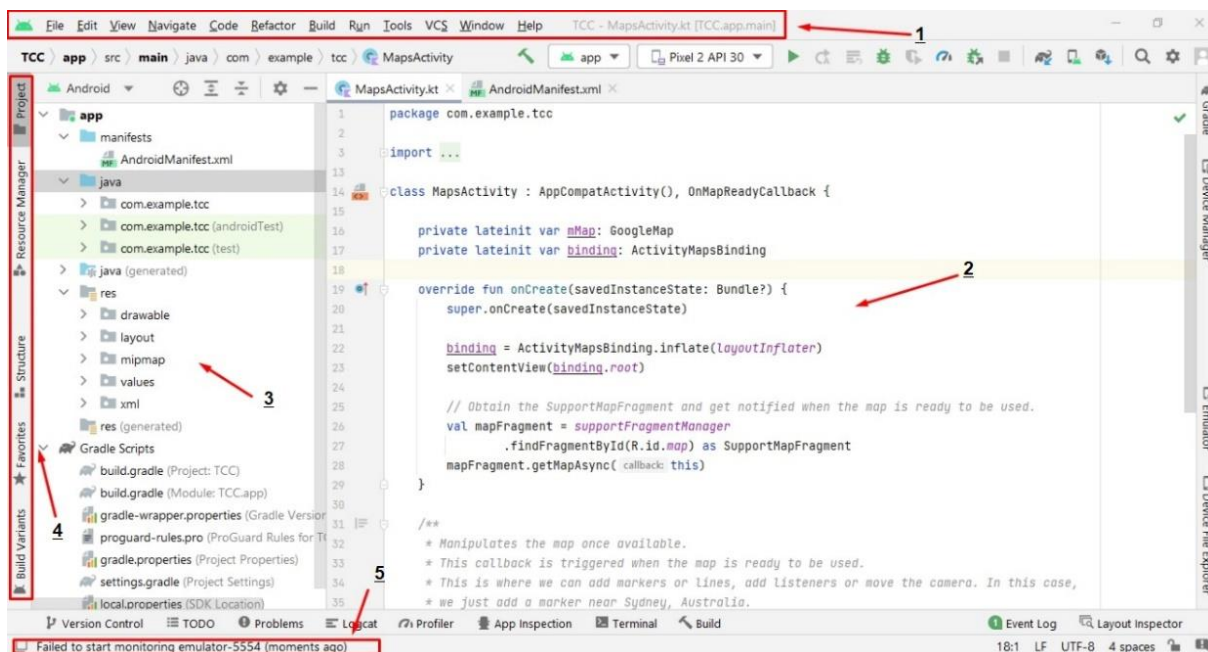 File Edit View Navigate Code Refactor Build Run Tools VCS Window Help TCC - MapsActivity.kt [TCC.app.main]
1
TCC app src main java com example tcc MapsActivity app Pixel 2 API 30
Project
Resource Manager
Structure
Favorites
Build Variants
Android
app
manifests
AndroidManifest.xml
java
com.example.tcc
com.example.tcc (androidTest)
com.example.tcc (test)
java (generated)
res
drawable
layout
mipmap
values
xml
res (generated)
3
Gradle Scripts
build.gradle (Project: TCC)
build.gradle (Module: TCC.app)
gradle-wrapper.properties (Gradle Version
proguard-rules.pro (ProGuard Rules for
gradle.properties (Project Properties)
settings.gradle (Project Settings)
local.properties (SDK Location)
4
5
MapsActivity.kt AndroidManifest.xml
1 package com.example.tcc
2
3 import ...
13
14 class MapsActivity : AppCompatActivity(), OnMapReadyCallback {
15
16 private lateinit var mMap: GoogleMap
17 private lateinit var binding: ActivityMapsBinding
18
2
19 override fun onCreate(savedInstanceState: Bundle?) {
20 super.onCreate(savedInstanceState)
21
22 binding = ActivityMapsBinding.inflate(layoutInflater)
23 setContentView(binding.root)
24
25 // Obtain the SupportMapFragment and get notified when the map is ready to be used.
26 val mapFragment = supportFragmentManager
27 .findFragmentById(R.id.map) as SupportMapFragment
28 mapFragment.getMapAsync( callback: this)
29 }
30
31 /**
32 * Manipulates the map once available.
33 * This callback is triggered when the map is ready to be used.
34 * This is where we can add markers or lines, add listeners or move the camera. In this case,
35 * we just add a marker near Sydney, Australia.
Gradle
Device Manager
Emulator
Device File Explorer
Version Control TODO Problems Logcat Profiler App Inspection Terminal Build 1 Event Log Layout Inspector
Failed to start monitoring emulator-5554 (moments ago) 18:1 LF UTF-8 4 spaces